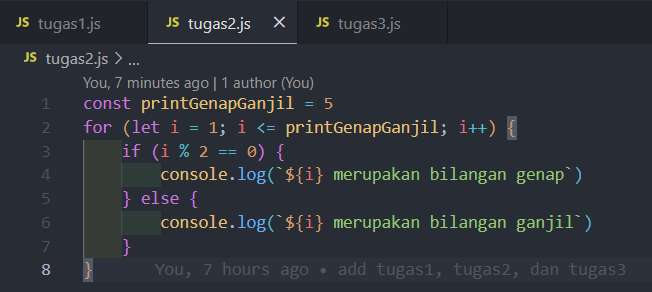 JS tugas1.js JS tugas2.js × JS tugas3.js
JS tugas2.js > ...
You, 7 minutes ago | 1 author (You)
1 const printGenapGanjil = 5
2 for (let i = 1; i <= printGenapGanjil; i++) {
3 if (i % 2 == 0) {
4 console.log(`${i} merupakan bilangan genap`)
5 } else {
6 console.log(`${i} merupakan bilangan ganjil`)
7 }
8 } You, 7 hours ago • add tugas1, tugas2, dan tugas3